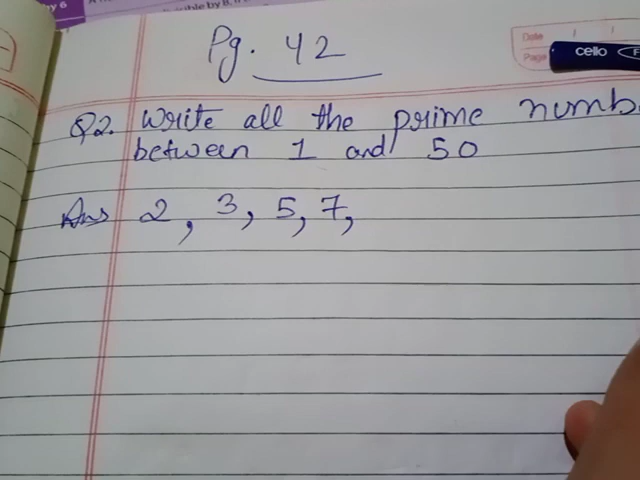 Pg. 42
Date / /
Page
cello
Q2. Write all the prime numb
between 1 and 50
Ans 2, 3, 5, 7,